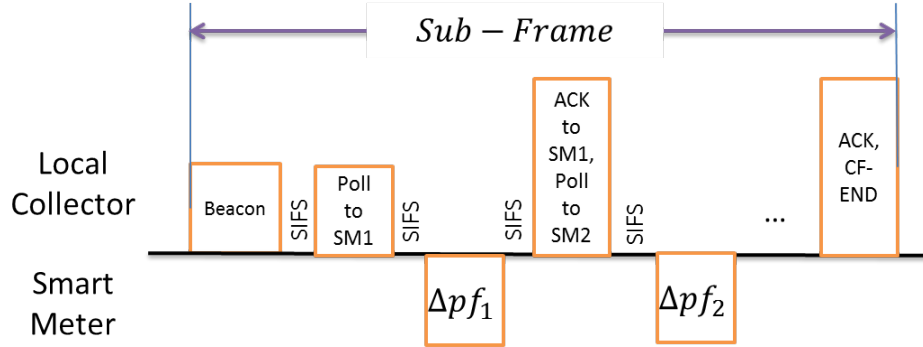 Sub − Frame
Local
Collector
Beacon
SIFS
Poll
to
SM1
SIFS
SIFS
ACK
to
SM1,
Poll
to
SM2
SIFS
...
ACK,
CF-
END
Smart
Meter
Δpf₁
Δpf₂